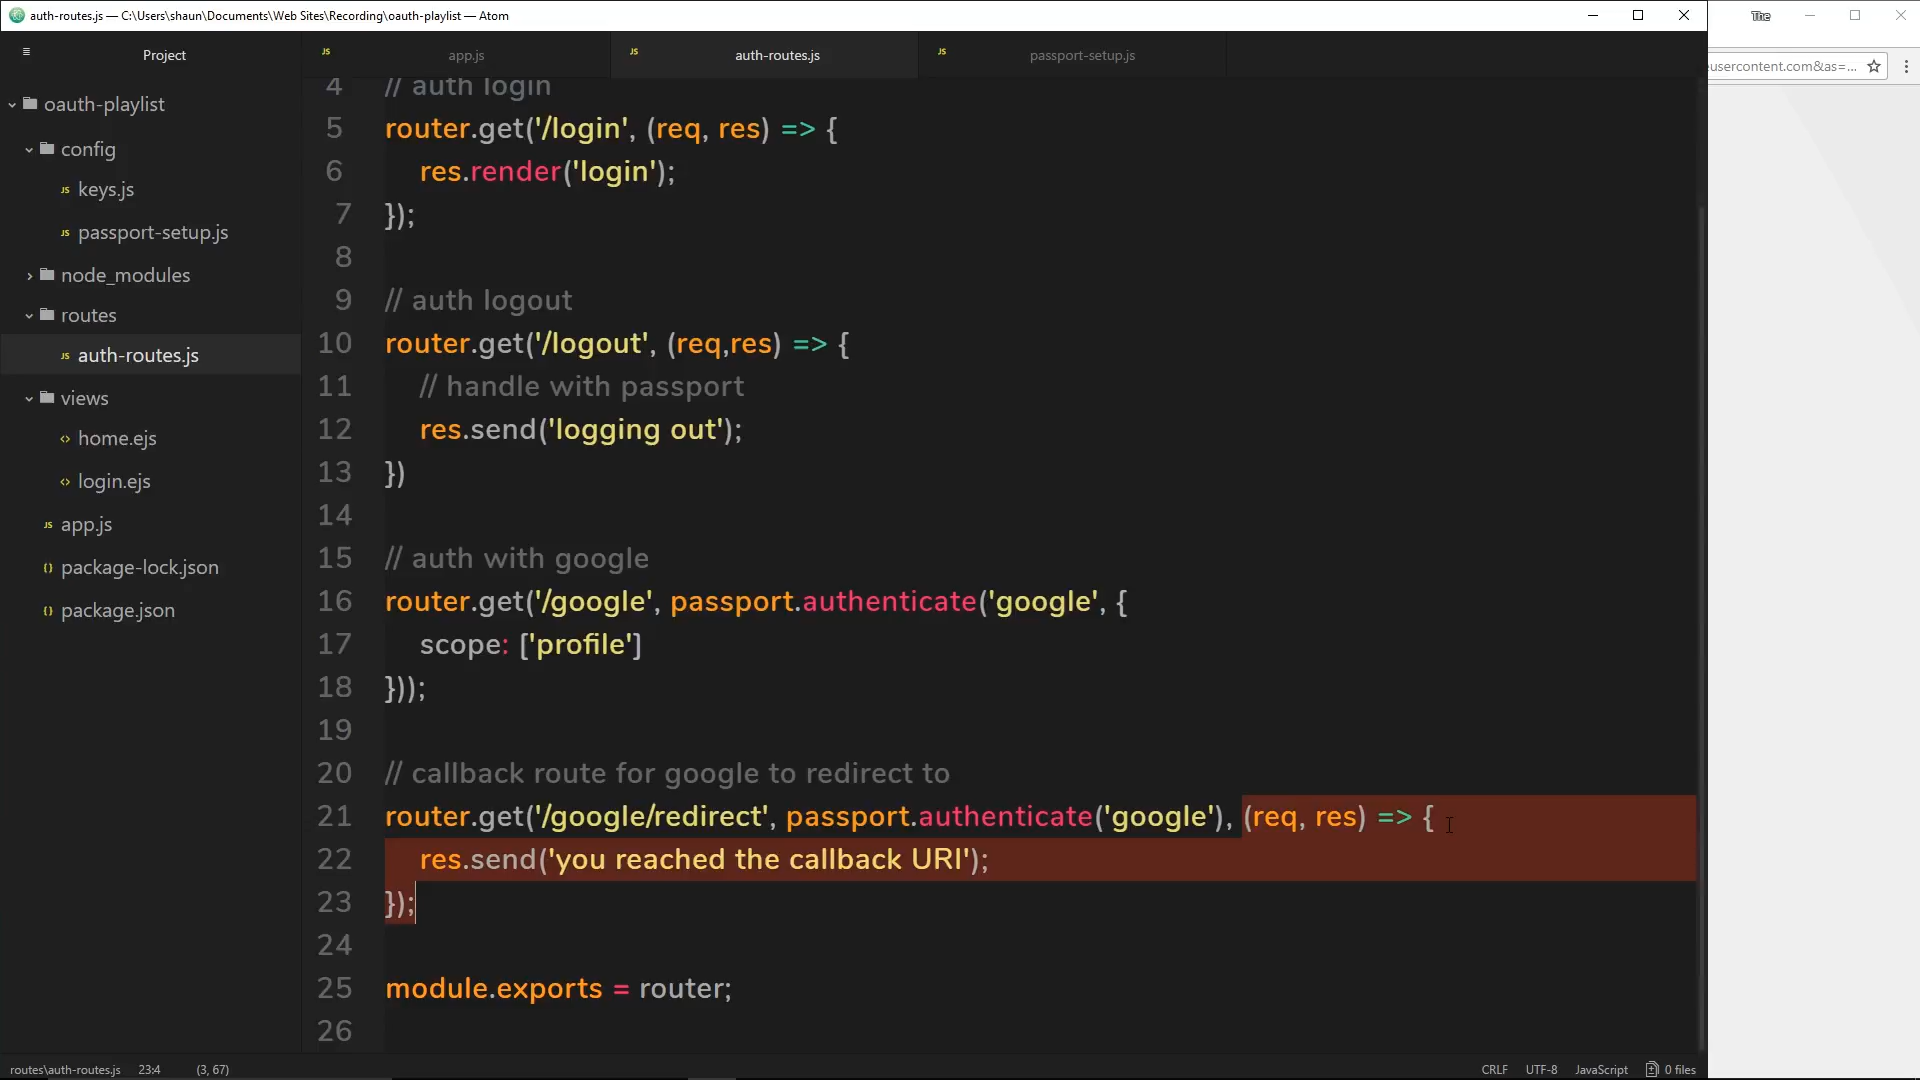 auth-routes.js — C:\Users\shaun\Documents\Web Sites\Recording\oauth-playlist — Atom
The
Project
app.js
auth-routes.js
passport-setup.js
eusercontent.com&as=...
oauth-playlist
config
keys.js
passport-setup.js
node_modules
routes
auth-routes.js
views
home.ejs
login.ejs
app.js
package-lock.json
package.json
4 // auth login
5 router.get('/login', (req, res) => {
6 res.render('login');
7 });
8
9 // auth logout
10 router.get('/logout', (req,res) => {
11 // handle with passport
12 res.send('logging out');
13 })
14
15 // auth with google
16 router.get('/google', passport.authenticate('google', {
17 scope: ['profile']
18 }));
19
20 // callback route for google to redirect to
21 router.get('/google/redirect', passport.authenticate('google'), (req, res) => {
22 res.send('you reached the callback URI');
23 });
24
25 module.exports = router;
26
routes\auth-routes.js 23:4 (3, 67)
CRLF UTF-8 JavaScript 0 files